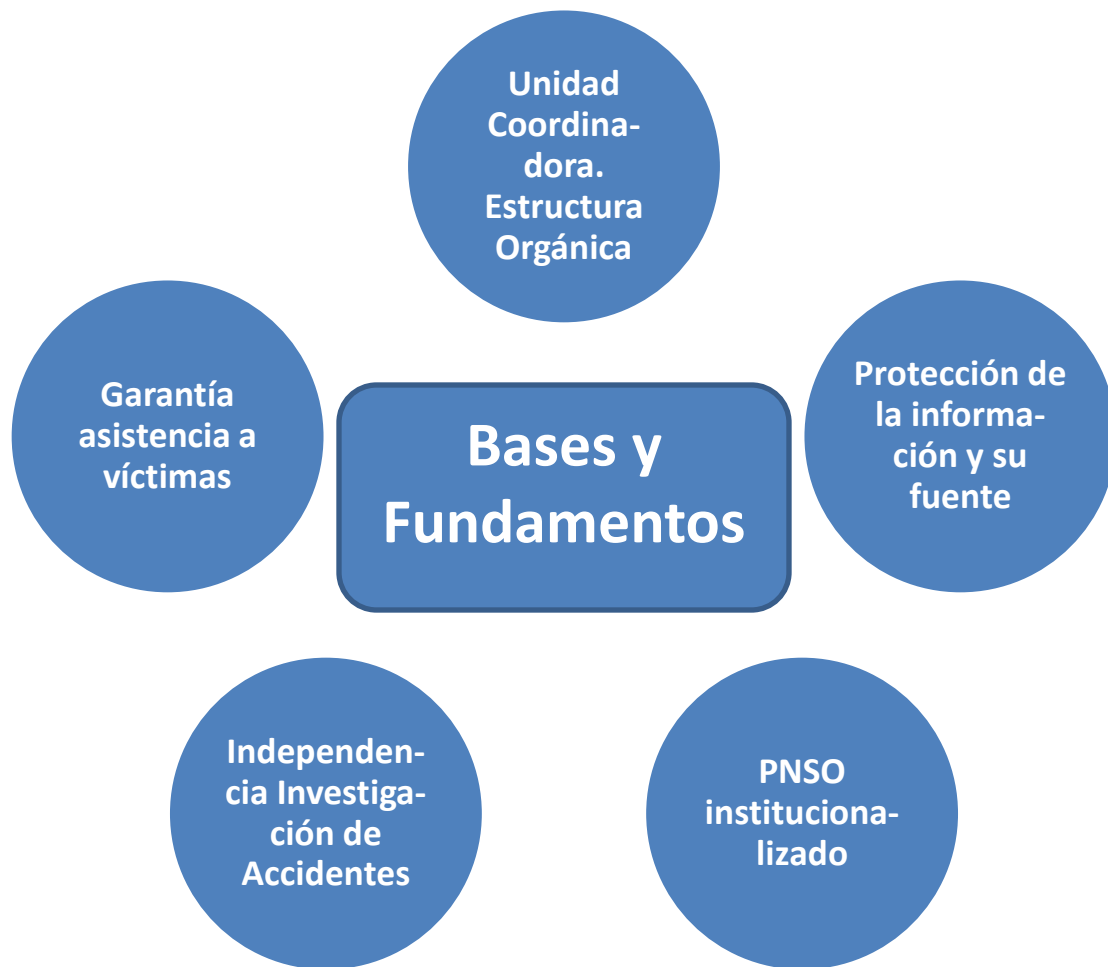 Unidad
Coordina-
dora.
Estructura
Orgánica
Garantía
asistencia a
víctimas
Bases y
Fundamentos
Protección de
la informa-
ción y su
fuente
Independen-
cia Investiga-
ción de
Accidentes
PNSO
instituciona-
lizado